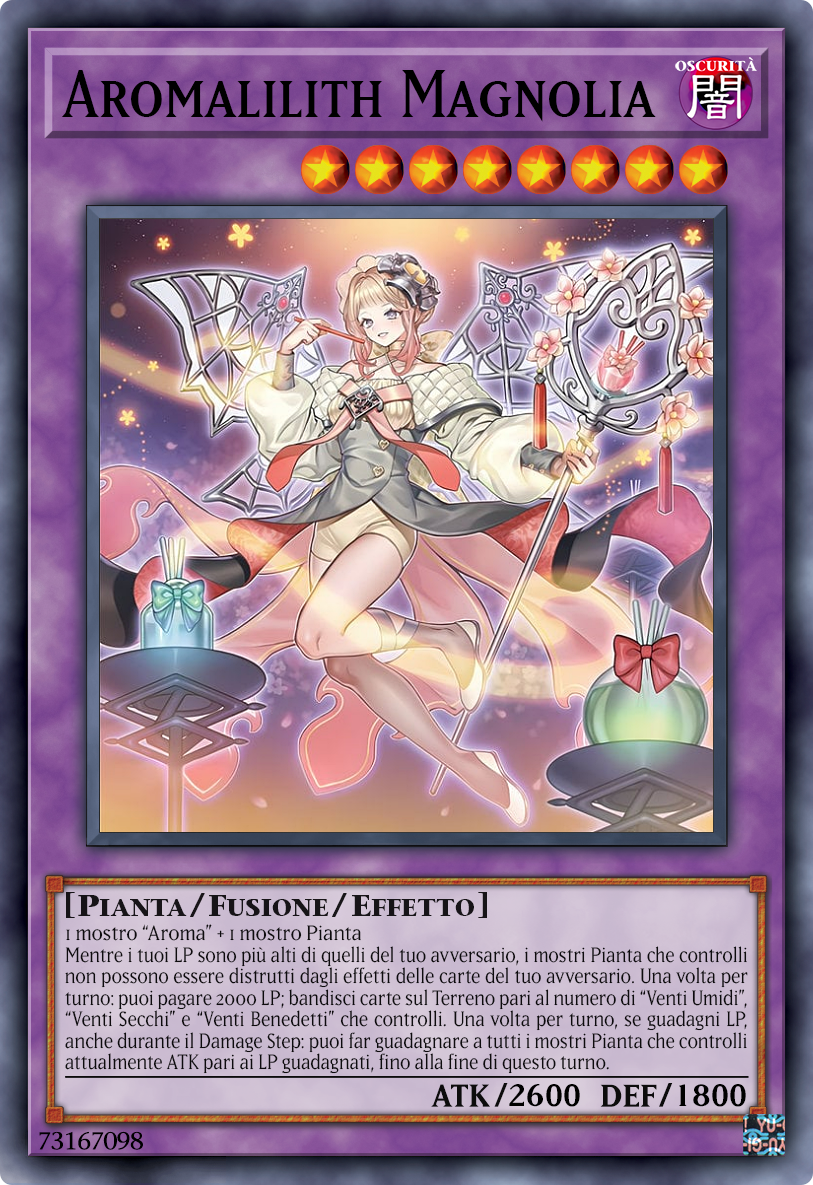 Aromalilith Magnolia
OSCURITÀ
闇
[Pianta/Fusione/Effetto]
1 mostro “Aroma” + 1 mostro Pianta
Mentre i tuoi LP sono più alti di quelli del tuo avversario, i mostri Pianta che controlli
non possono essere distrutti dagli effetti delle carte del tuo avversario. Una volta per
turno: puoi pagare 2000 LP; bandisci carte sul Terreno pari al numero di “Venti Umidi”,
“Venti Secchi” e “Venti Benedetti” che controlli. Una volta per turno, se guadagni LP,
anche durante il Damage Step: puoi far guadagnare a tutti i mostri Pianta che controlli
attualmente ATK pari ai LP guadagnati, fino alla fine di questo turno.
ATK/2600 DEF/1800
73167098